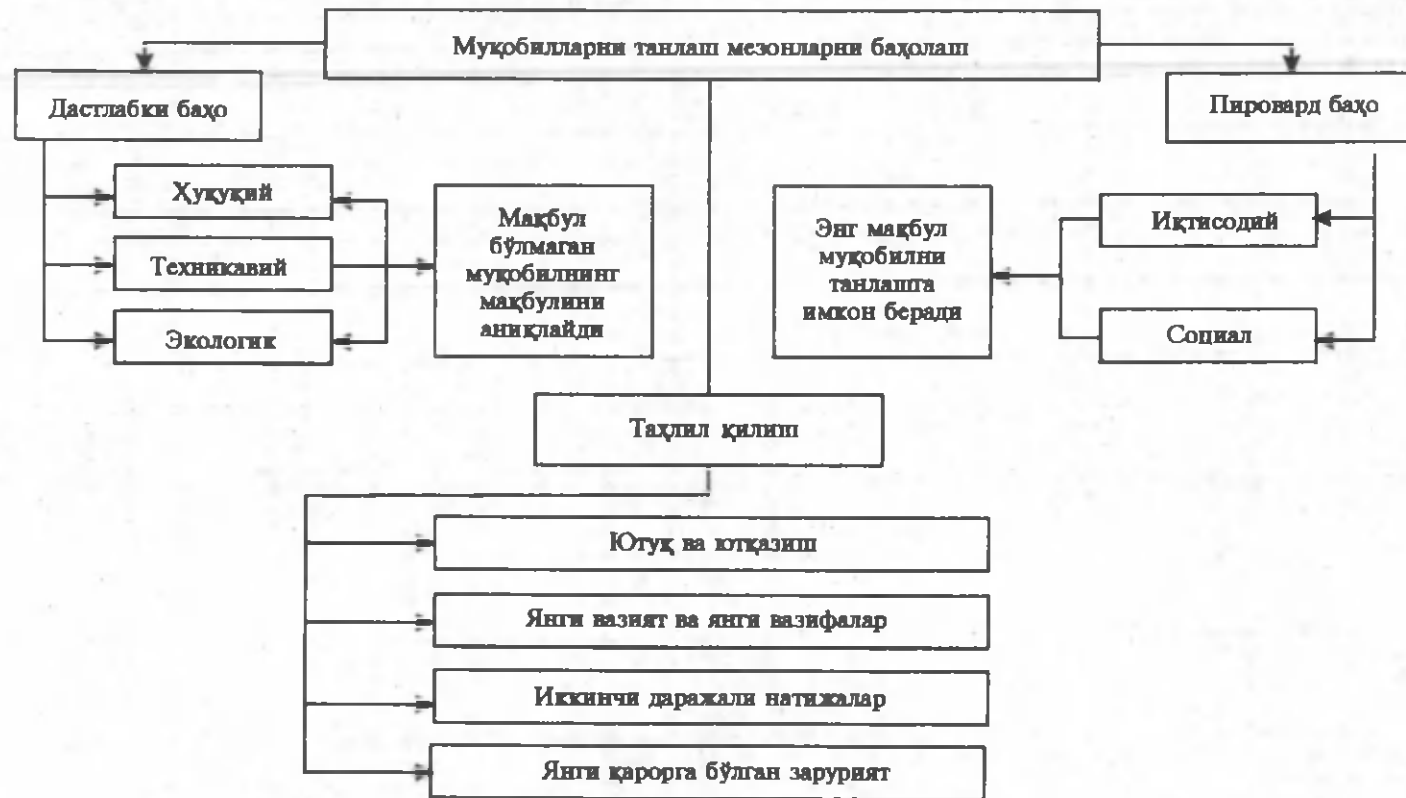 Муқобилларни танлаш мезонларни баҳолаш
Дастлабки баҳо
Пировард баҳо
Ҳуқуқий
Техникавий
Экологик
Мақбул
бўлмаган
муқобилнинг
мақбулини
аниқлайди
Энг мақбул
муқобилни
танлашга
имкон беради
Иқтисодий
Социал
Таҳлил қилиш
Ютуқ ва ютқазиш
Янги вазият ва янги вазифалар
Иккинчи даражали натижалар
Янги қарорга бўлган зарурият